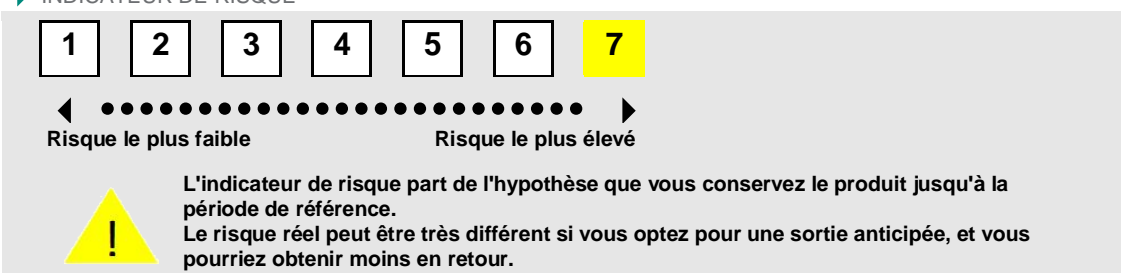 INDICATEUR DE RISQUE
1 2 3 4 5 6 7
Risque le plus faible Risque le plus élevé
L'indicateur de risque part de l'hypothèse que vous conservez le produit jusqu'à la
période de référence.
Le risque réel peut être très différent si vous optez pour une sortie anticipée, et vous
pourriez obtenir moins en retour.
!